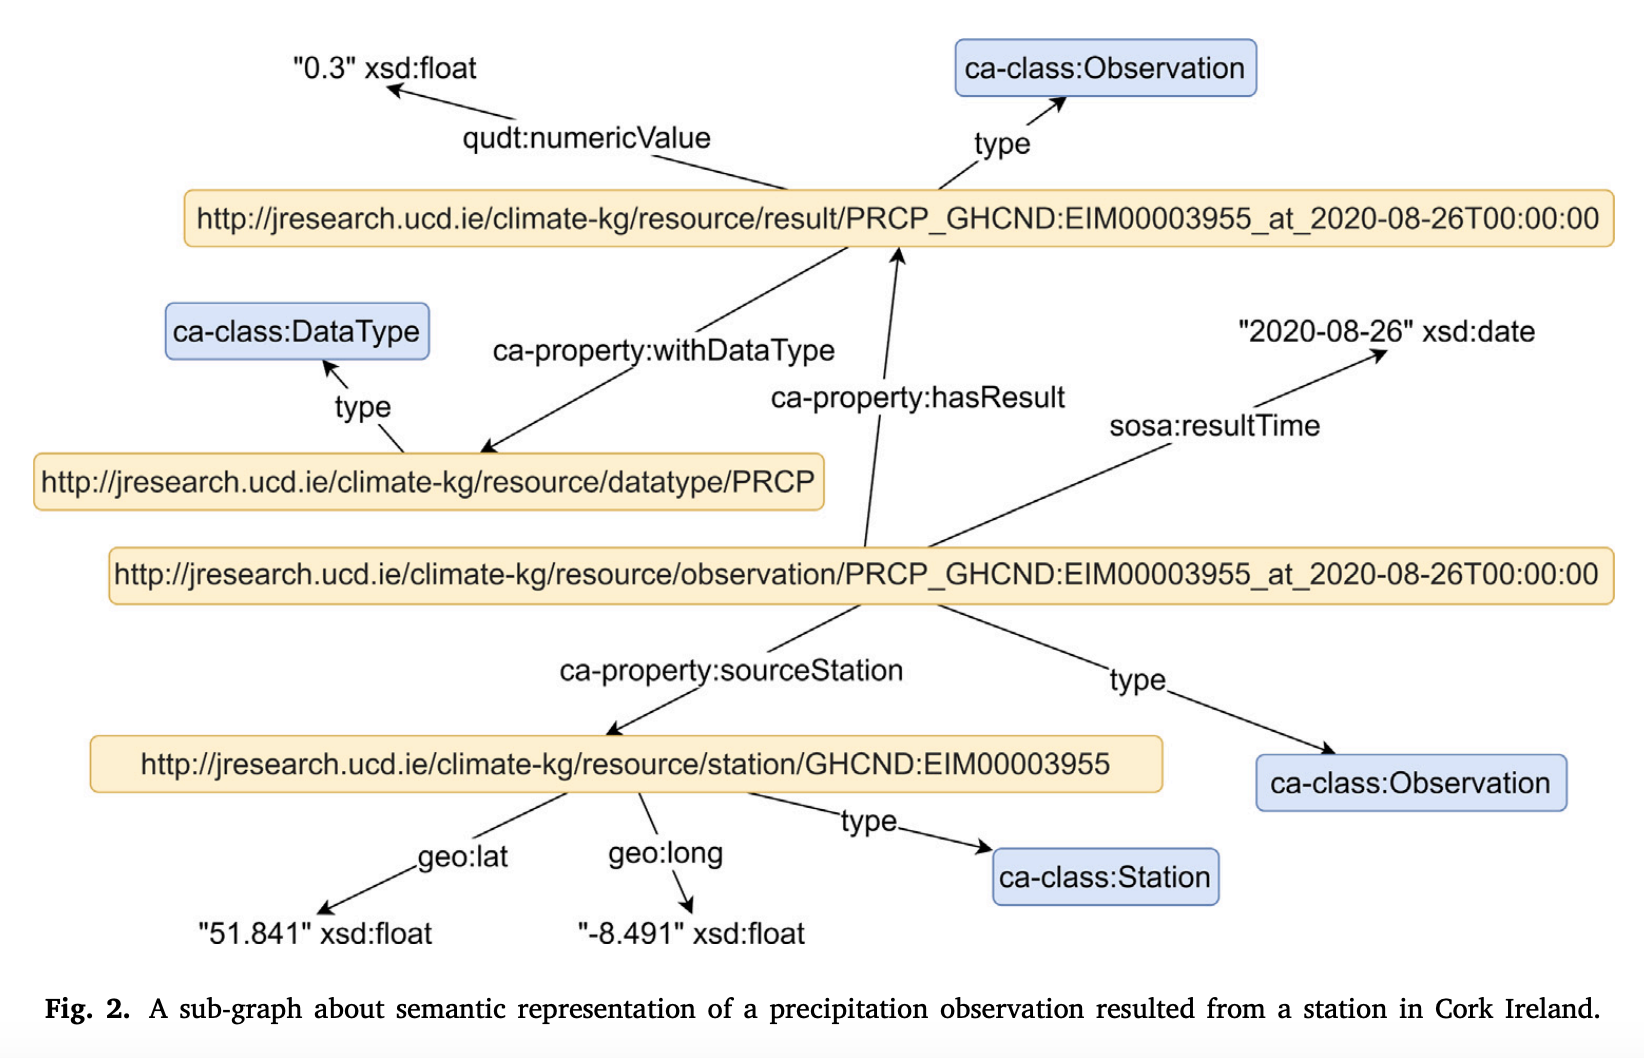 "0.3" xsd:float
ca-class:Observation
qudt:numericValue
type
http://jresearch.ucd.ie/climate-kg/resource/result/PRCP_GHCND:EIM00003955_at_2020-08-26T00:00:00
ca-class:DataType
"2020-08-26" xsd:date
ca-property:withDataType
type
ca-property:hasResult
sosa:resultTime
http://jresearch.ucd.ie/climate-kg/resource/datatype/PRCP
http://jresearch.ucd.ie/climate-kg/resource/observation/PRCP_GHCND:EIM00003955_at_2020-08-26T00:00:00
ca-property:sourceStation
type
http://jresearch.ucd.ie/climate-kg/resource/station/GHCND:EIM00003955
ca-class:Observation
type
geo:lat
geo:long
ca-class:Station
"51.841" xsd:float
"-8.491" xsd:float
Fig. 2. A sub-graph about semantic representation of a precipitation observation resulted from a station in Cork Ireland.